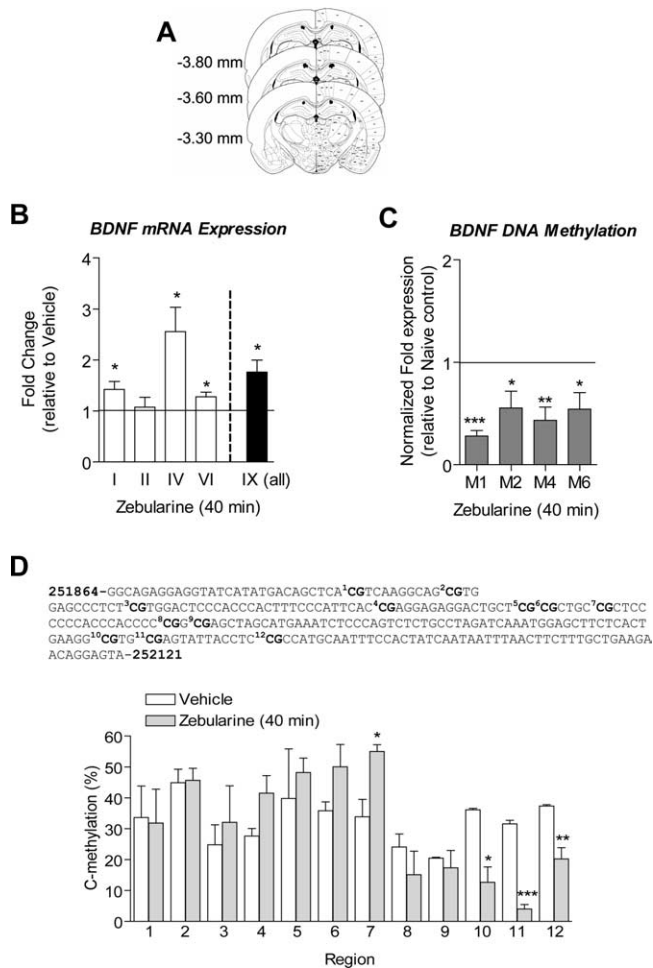 A
-3.80 mm
-3.60 mm
-3.30 mm
B
BDNF mRNA Expression
Fold Change
(relative to Vehicle)
4
3
2
1
0
*
*
*
*
I II IV VI IX (all)
Zebularine (40 min)
C
BDNF DNA Methylation
Normalized Fold expression
(relative to Naive control)
2
1
0
***
*
**
*
M1 M2 M4 M6
Zebularine (40 min)
D
251864-GGCAGAGGAGGTATCATATGACAGCTCA¹CGTCAAGGCAG²CGTG
GAGCCCTCT³CGTGGACTCCCACCCACTTTCCCATTCAC⁴CGAGGAGAGGACTGCT⁵CG⁶CGCTGC⁷CGCTCC
CCCCACCCACCCC⁸CGG⁹CGAGCTAGCATGAAATCTCCCAGTCTCTGCCTAGATCAAATGGAGCTTCTCACT
GAAGG¹⁰CGTG¹¹CGAGTATTACCTC¹²CGCCATGCAATTTCCACTATCAATAATTTAACTTCTTTGCTGAAGA
ACAGGAGTA-252121
Vehicle
Zebularine (40 min)
C-methylation (%)
60
50
40
30
20
10
0
*
*
***
**
1 2 3 4 5 6 7 8 9 10 11 12
Region